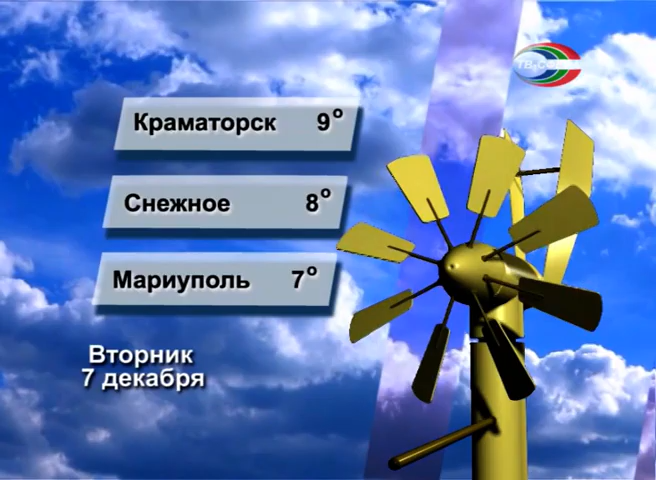 Краматорск 9°
Снежное 8°
Мариуполь 7°
Вторник
7 декабря